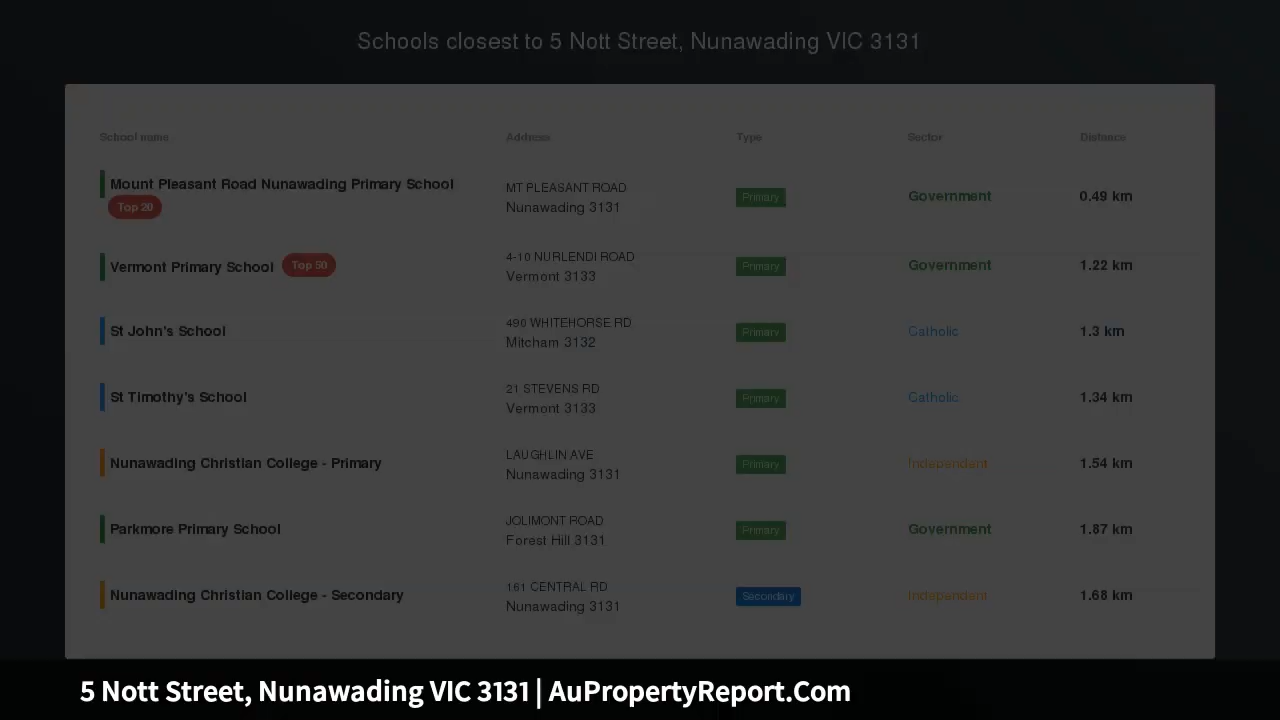 Schools closest to 5 Nott Street, Nunawading VIC 3131
School name Address Type Sector Distance
Mount Pleasant Road Nunawading Primary School
Top 20
MT PLEASANT ROAD
Nunawading 3131
Primary
Government
0.49 km
Vermont Primary School
Top 50
4-10 NURLENDI ROAD
Vermont 3133
Primary
Government
1.22 km
St John's School
490 WHITEHORSE RD
Mitcham 3132
Primary
Catholic
1.3 km
St Timothy's School
21 STEVENS RD
Vermont 3133
Primary
Catholic
1.34 km
Nunawading Christian College - Primary
LAUGHLIN AVE
Nunawading 3131
Primary
Independent
1.54 km
Parkmore Primary School
JOLIMONT ROAD
Forest Hill 3131
Primary
Government
1.87 km
Nunawading Christian College - Secondary
161 CENTRAL RD
Nunawading 3131
Secondary
Independent
1.68 km
5 Nott Street, Nunawading VIC 3131 | AuPropertyReport.Com